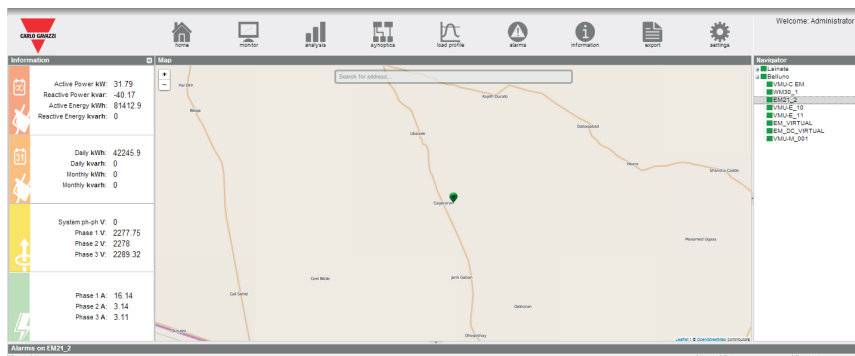 Welcome: Administrator
CARLO GAVAZZI
home monitor analysis synoptics load profile alarms information export settings
Information
Map
Navigator
Active Power kW: 31.79
Reactive Power kvar: -40.17
Active Energy kWh: 81412.9
Reactive Energy kvarh: 0
31
Daily kWh: 42245.9
Daily kvarh: 0
Monthly kWh: 0
Monthly kvarh: 0
System ph-ph V: 0
Phase 1 V: 2277.75
Phase 2 V: 2278
Phase 3 V: 2289.32
Phase 1 A: 16.14
Phase 2 A: 3.14
Phase 3 A: 3.11
+
−
Search for address...
Leaflet | © OpenStreetMap contributors
Lainate
Belluno
VMU-C EM
WM30_1
EM21_2
VMU-E_10
VMU-E_11
EM_VIRTUAL
EM_DC_VIRTUAL
VMU-M_001
Alarms on EM21_2